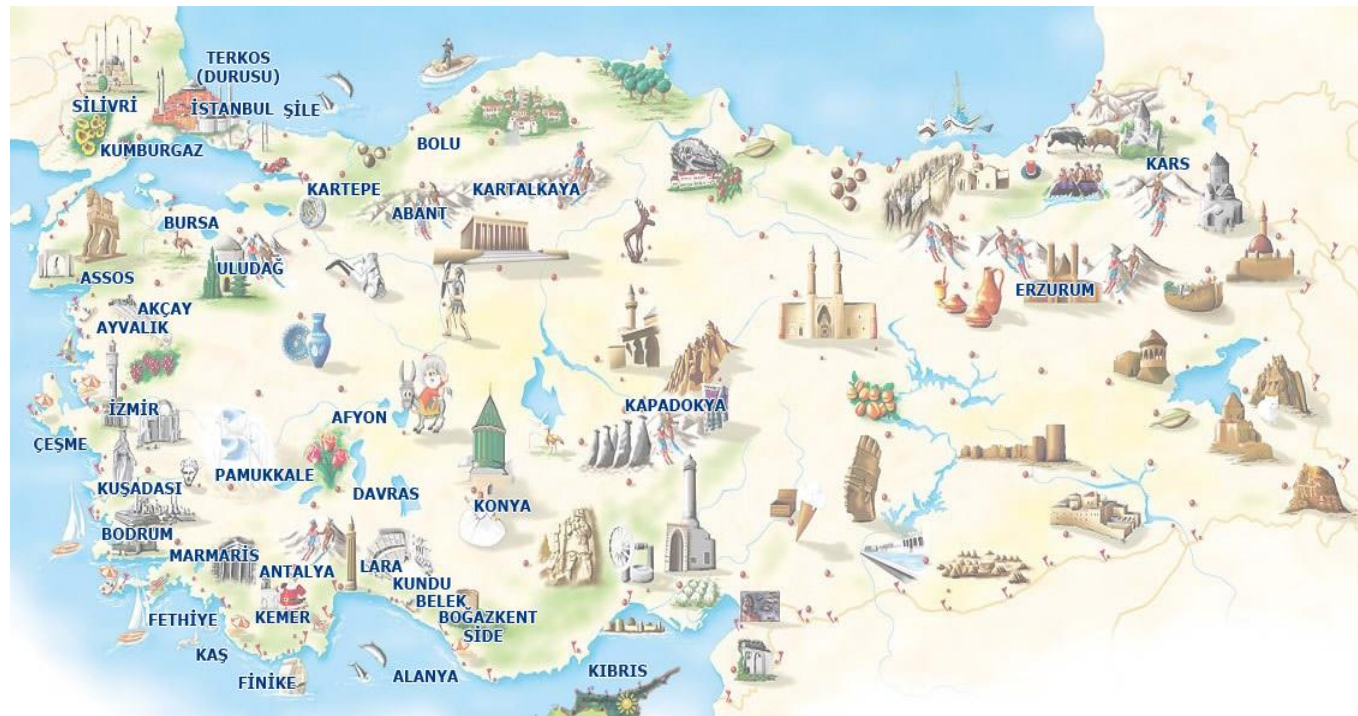 TERKOS
(DURUSU)
SİLİVRİ
İSTANBUL
ŞİLE
KUMBURGAZ
BOLU
KARS
KARTEPE
KARTALKAYA
ABANT
BURSA
ULUDAĞ
ASSOS
ERZURUM
AKÇAY
AYVALIK
İZMİR
AFYON
KAPADOKYA
ÇEŞME
PAMUKKALE
KUŞADASI
DAVRAS
KONYA
BODRUM
MARMARİS
ANTALYA
LARA
KUNDU
BELEK
BOĞAZKENT
SİDE
FETHİYE
KEMER
KAŞ
FİNİKE
ALANYA
KIBRIS